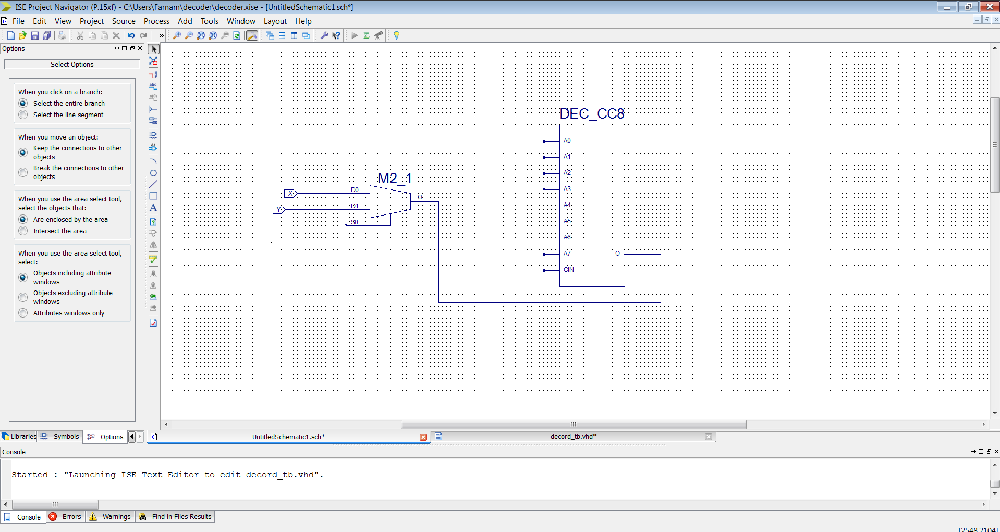 ISE Project Navigator (P.15xf) - C:\Users\Farnam\decoder\decoder.xise - [UntitledSchematic1.sch*]
File Edit View Project Source Process Add Tools Window Layout Help
Options
Select Options
When you click on a branch:
Select the entire branch
Select the line segment
When you move an object:
Keep the connections to other
objects
Break the connections to other
objects
When you use the area select tool,
select the objects that:
Are enclosed by the area
Intersect the area
When you use the area select tool,
select:
Objects including attribute
windows
Objects excluding attribute
windows
Attributes windows only
abc
a(0)
A1
A
M2_1
X
D0
Y
D1
S0
O
DEC_CC8
A0
A1
A2
A3
A4
A5
A6
A7
O
CIN
Libraries Symbols Options
UntitledSchematic1.sch*
decord_tb.vhd*
Console
Started : "Launching ISE Text Editor to edit decord_tb.vhd".
Console Errors Warnings Find in Files Results
[2548,2104]